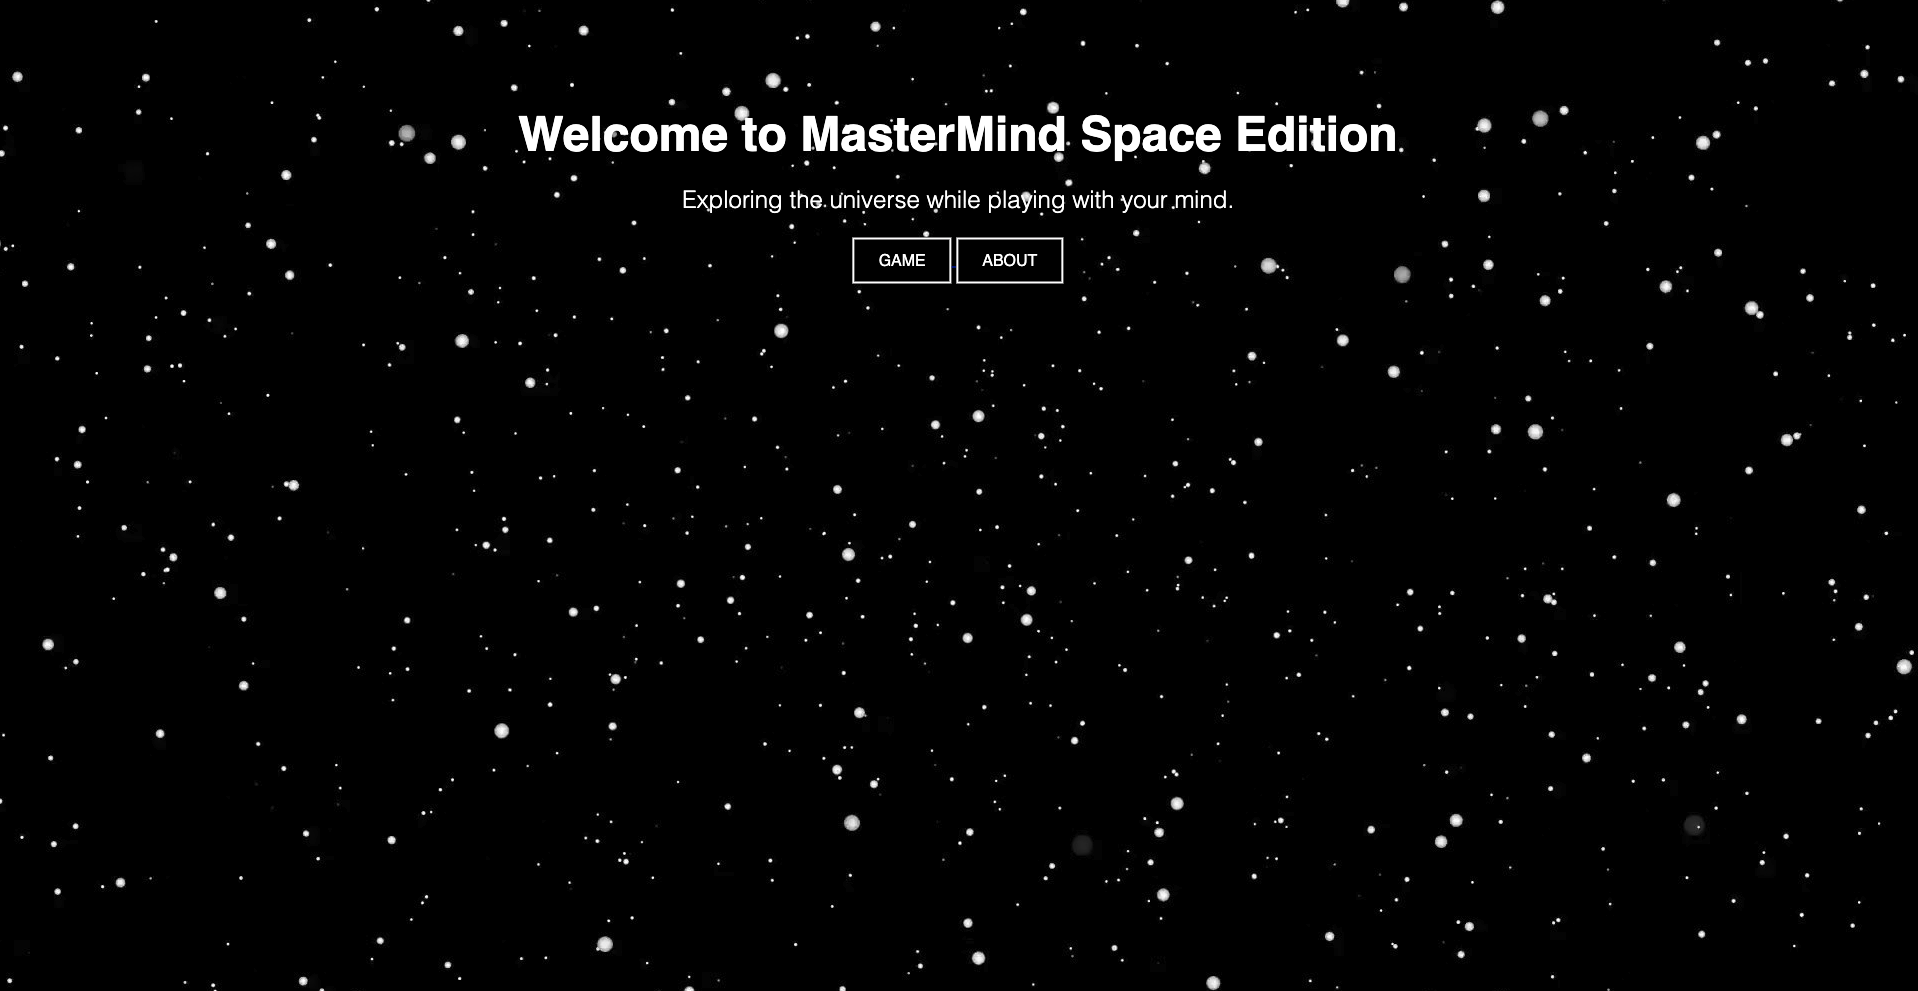 Welcome to MasterMind Space Edition
Exploring the universe while playing with your mind.
GAME ABOUT